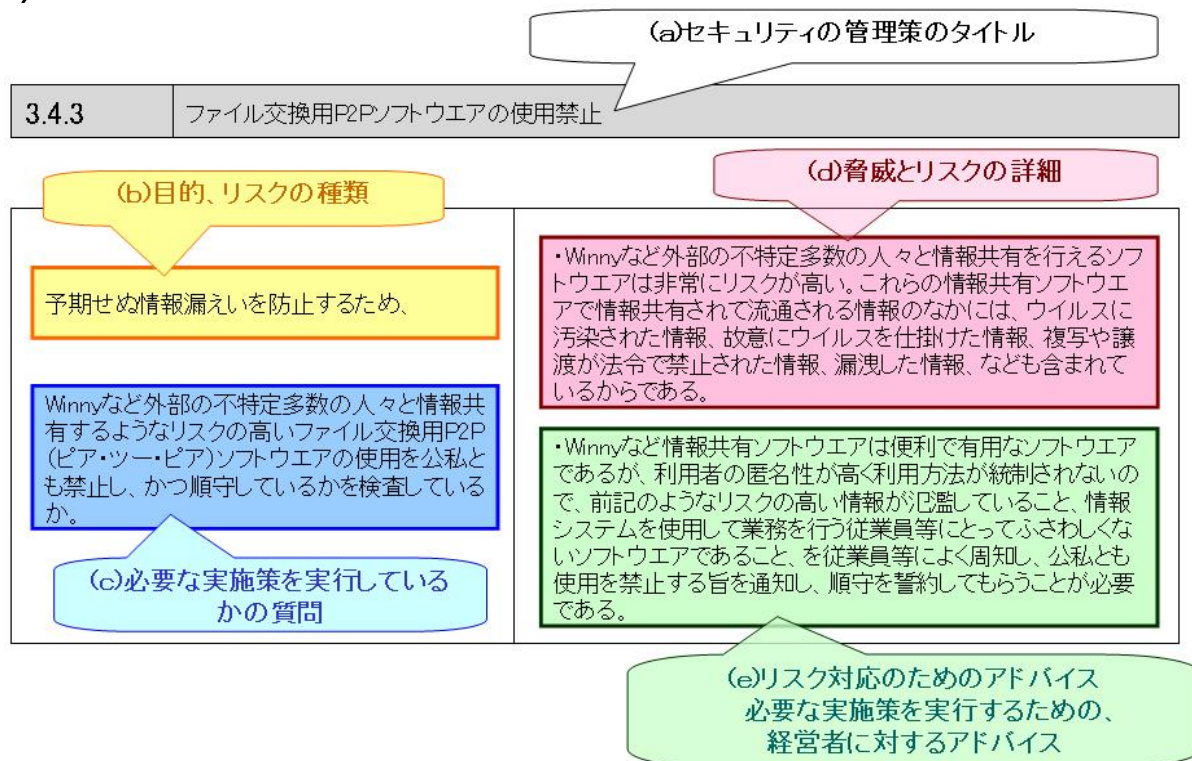 (a)セキュリティの管理策のタイトル
3.4.3 ファイル交換用P2Pソフトウエアの使用禁止
(b)目的、リスクの種類
予期せぬ情報漏えいを防止するため、
Winnyなど外部の不特定多数の人々と情報共
有するようなリスクの高いファイル交換用P2P
(ピア・ツー・ピア)ソフトウエアの使用を公私と
も禁止し、かつ順守しているかを検査している
か。
(c)必要な実施策を実行している
かの質問
(d)脅威とリスクの詳細
・Winnyなど外部の不特定多数の人々と情報共有を行えるソフ
トウエアは非常にリスクが高い。これらの情報共有ソフトウエ
アで情報共有されて流通される情報のなかには、ウイルスに
汚染された情報、故意にウイルスを仕掛けた情報、複写や譲
渡が法令で禁止された情報、漏洩した情報、なども含まれて
いるからである。
・Winnyなど情報共有ソフトウエアは便利で有用なソフトウエア
であるが、利用者の匿名性が高く利用方法が統制されないの
で、前記のようなリスクの高い情報が氾濫していること、情報
システムを使用して業務を行う従業員等にとってふさわしくな
いソフトウエアであること、を従業員等によく周知し、公私とも
使用を禁止する旨を通知し、順守を誓約してもらうことが必要
である。
(e)リスク対応のためのアドバイス
必要な実施策を実行するための、
経営者に対するアドバイス